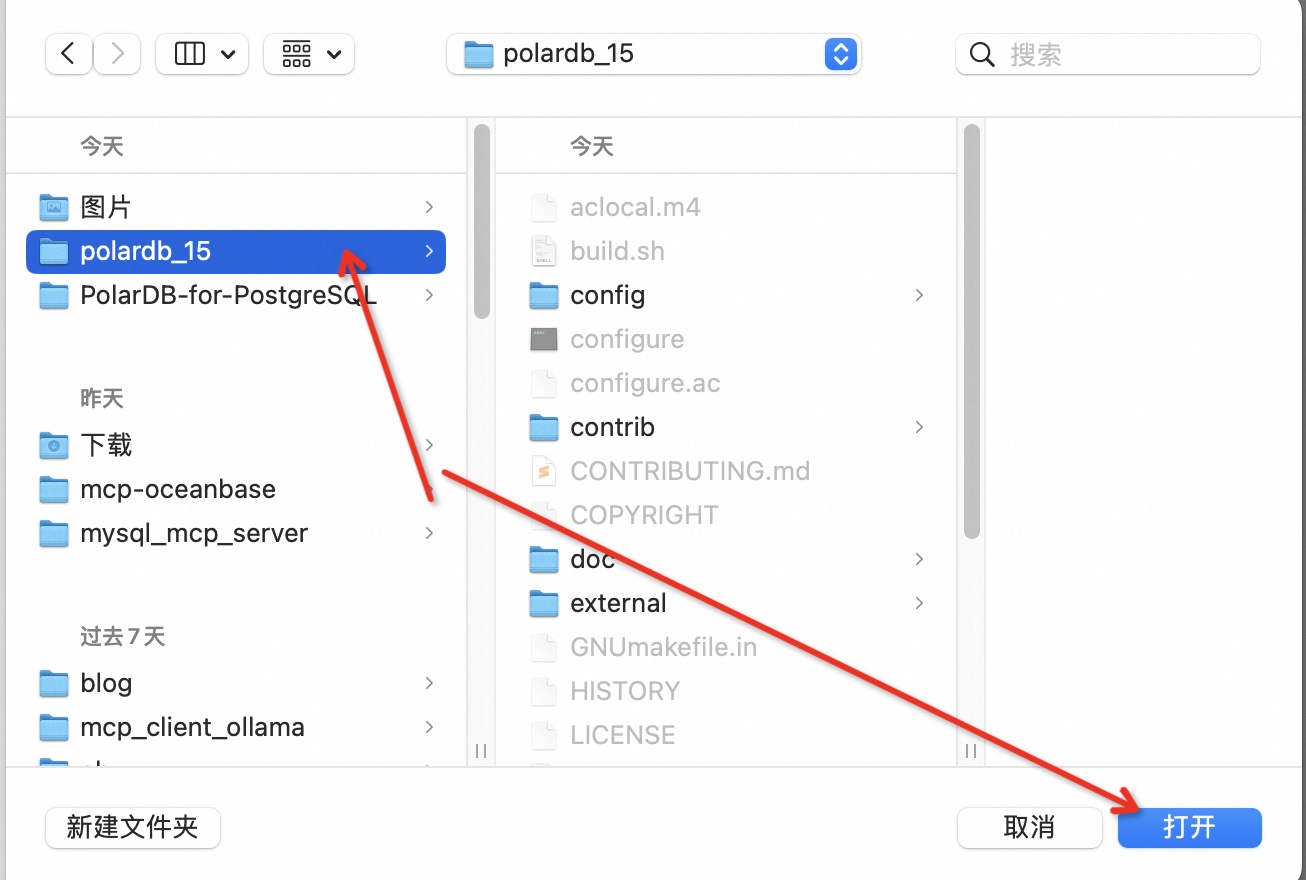 polardb_15
搜索
今天
图片
polardb_15
PolarDB-for-PostgreSQL
昨天
下载
mcp-oceanbase
mysql_mcp_server
过去 7 天
blog
mcp_client_ollama
今天
aclocal.m4
build.sh
config
configure
configure.ac
contrib
CONTRIBUTING.md
COPYRIGHT
doc
external
GNUmakefile.in
HISTORY
LICENSE
新建文件夹
取消
打开